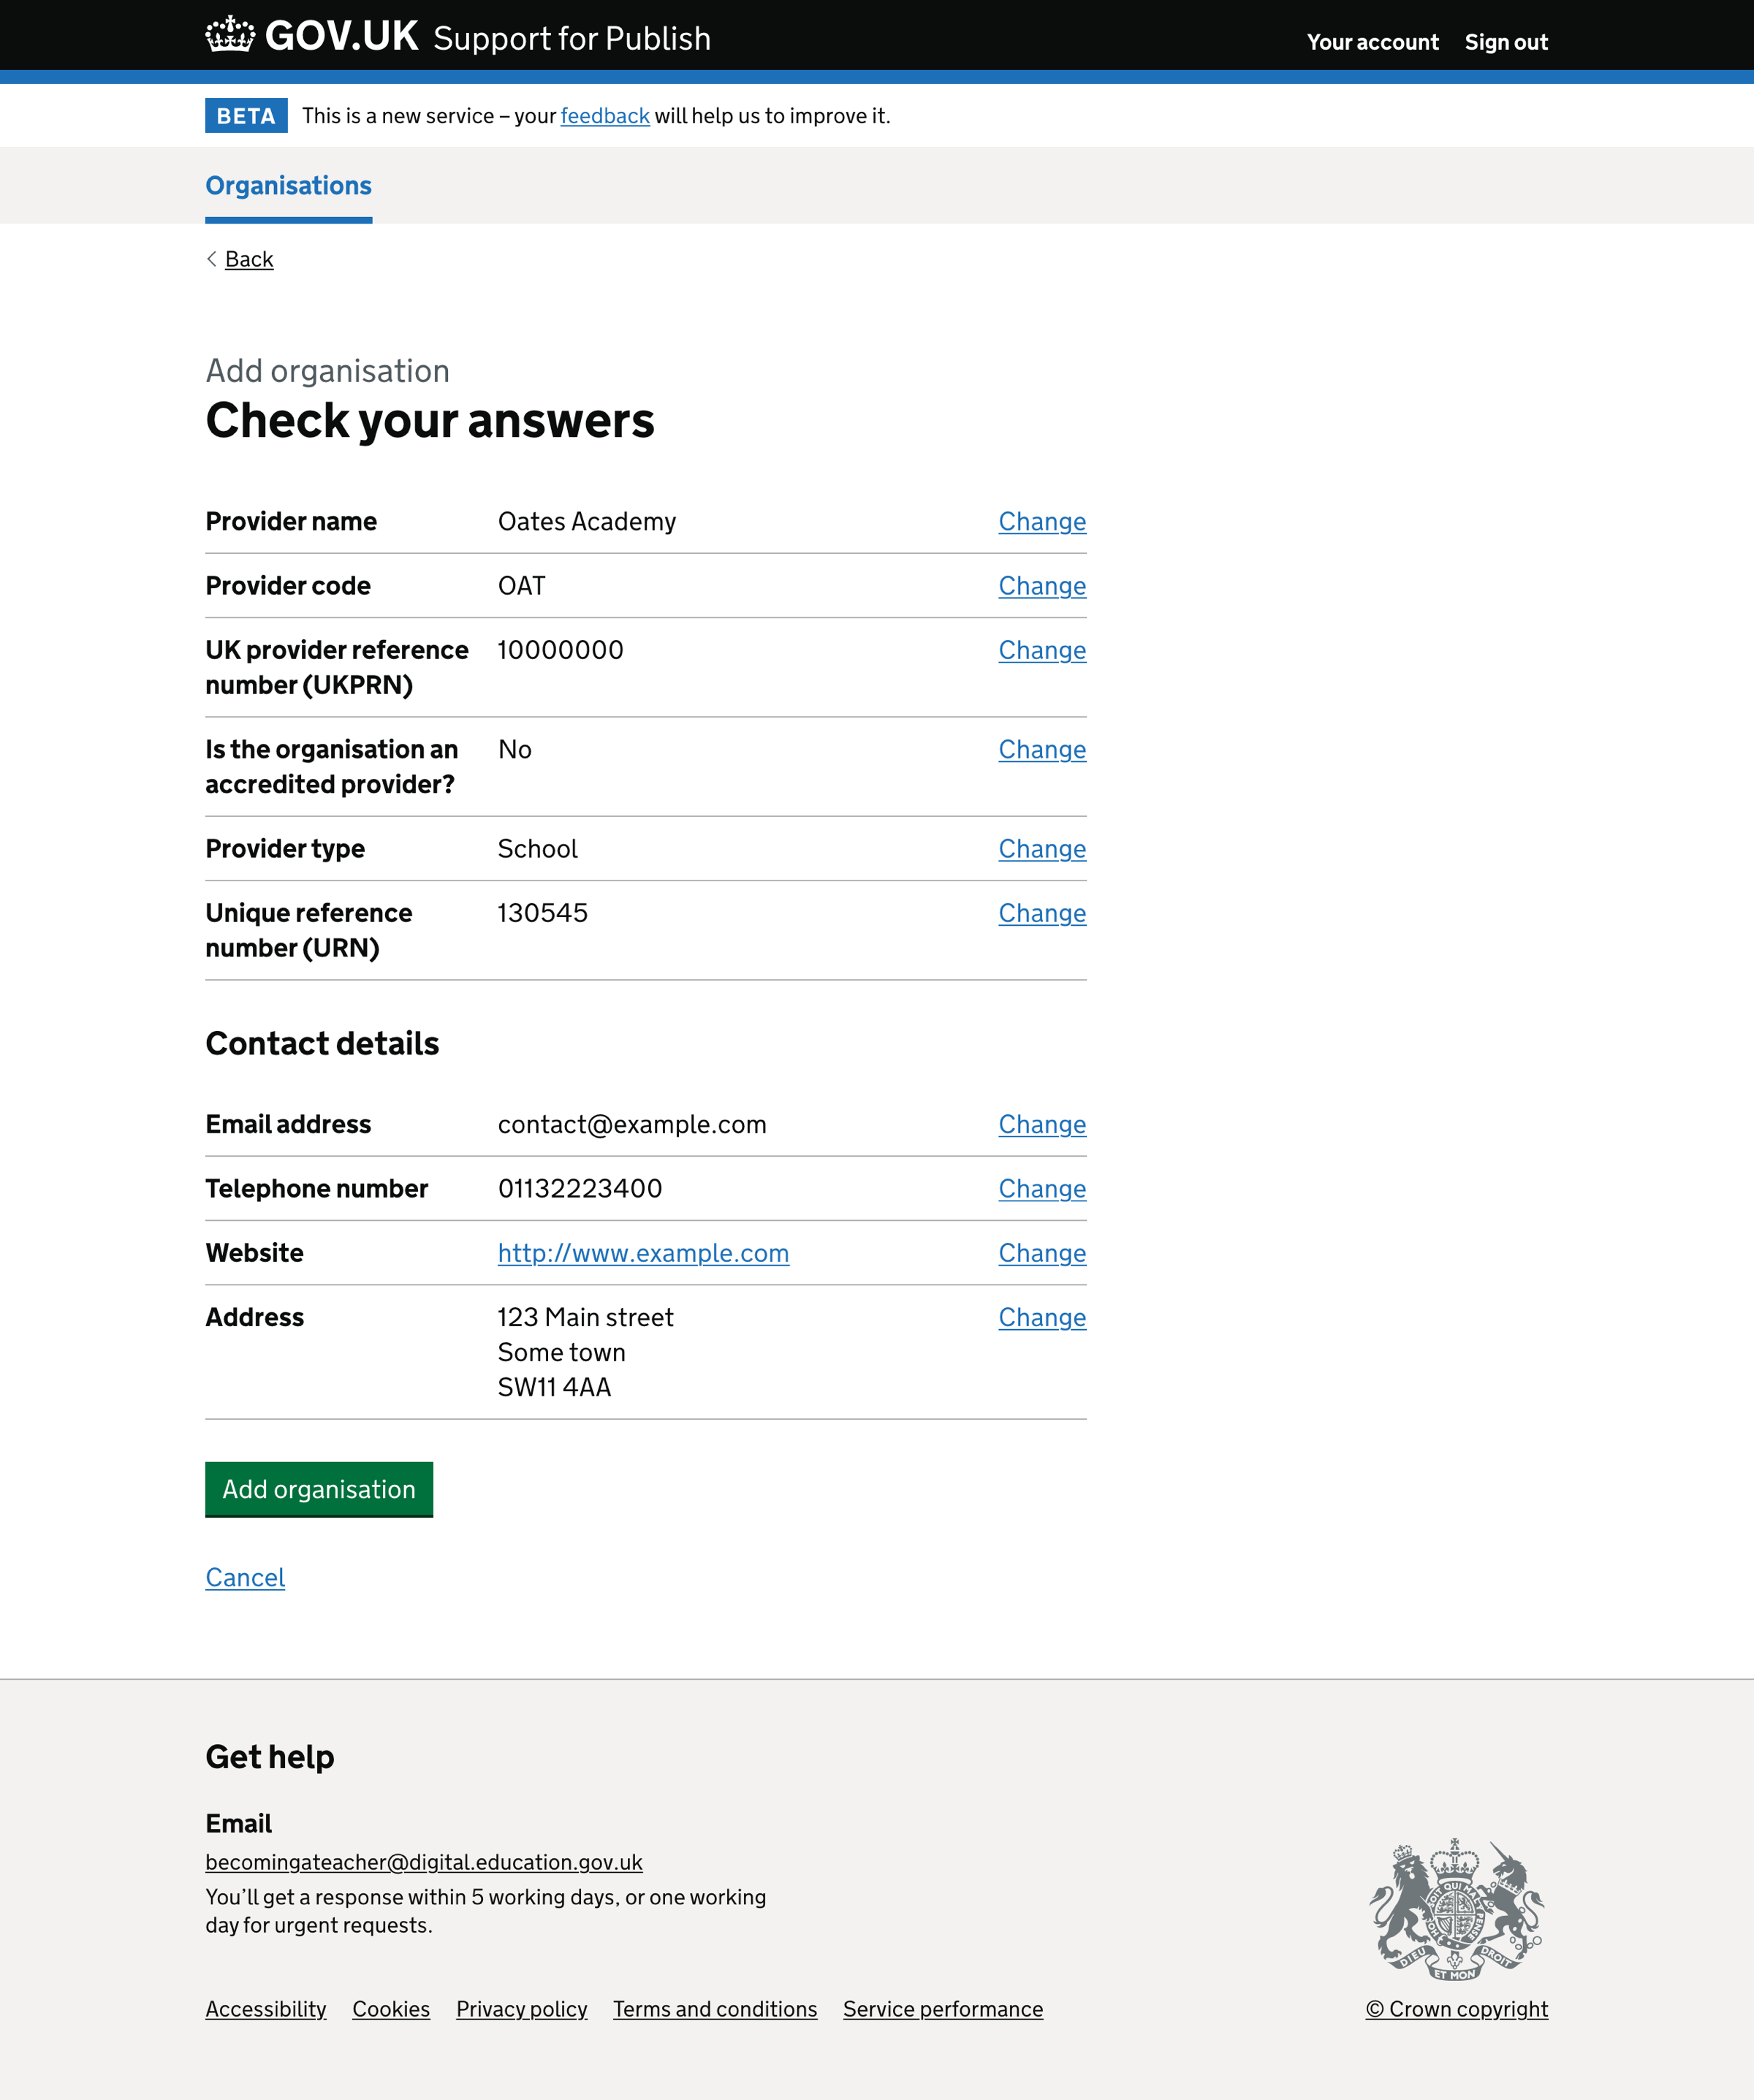 GOV.UK Support for Publish
Your account Sign out
BETA This is a new service – your feedback will help us to improve it.
Organisations
Back
Add organisation
Check your answers
Provider name Oates Academy Change
Provider code OAT Change
UK provider reference 10000000 Change
number (UKPRN)
Is the organisation an No Change
accredited provider?
Provider type School Change
Unique reference 130545 Change
number (URN)
Contact details
Email address contact@example.com Change
Telephone number 01132223400 Change
Website http://www.example.com Change
Address 123 Main street Change
Some town
SW11 4AA
Add organisation
Cancel
Get help
Email
becomingateacher@digital.education.gov.uk
You’ll get a response within 5 working days, or one working
day for urgent requests.
DIEU ET MON DROIT
Accessibility Cookies Privacy policy Terms and conditions Service performance
© Crown copyright